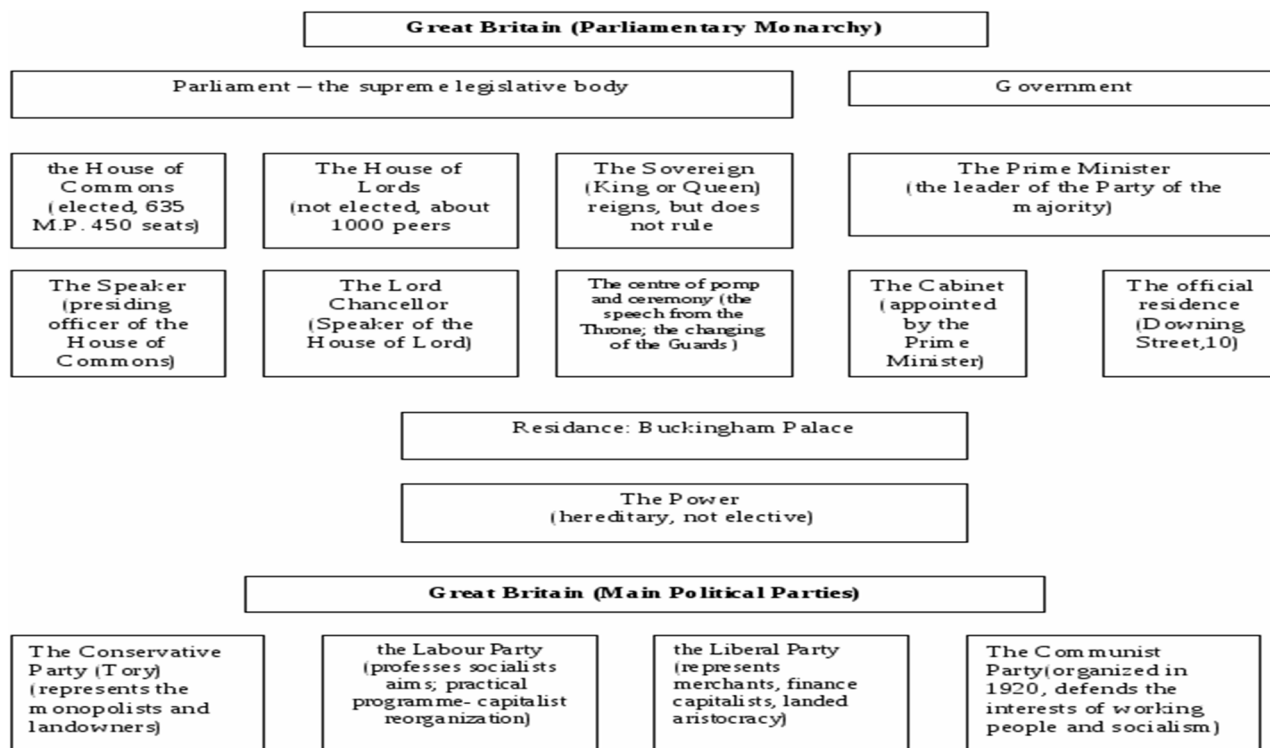 Great Britain (Parliamentary Monarchy)
Parliament – the supreme legislative body
Government
the House of
Commons
(elected, 635
M.P. 450 seats)
The House of
Lords
(not elected, about
1000 peers
The Sovereign
(King or Queen)
reigns, but does
not rule
The Prime Minister
(the leader of the Party of the
majority)
The Speaker
(presiding
officer of the
House of
Commons)
The Lord
Chancellor
(Speaker of the
House of Lord)
The centre of pomp
and ceremony (the
speech from the
Throne; the changing
of the Guards )
The Cabinet
(appointed
by the
Prime
Minister)
The official
residence
(Downing
Street,10)
Residance: Buckingham Palace
The Power
(hereditary, not elective)
Great Britain (Main Political Parties)
The Conservative
Party (Tory)
(represents the
monopolists and
landowners)
the Labour Party
(professes socialists
aims; practical
programme- capitalist
reorganization)
the Liberal Party
(represents
merchants, finance
capitalists, landed
aristocracy)
The Communist
Party(organized in
1920, defends the
interests of working
people and socialism)